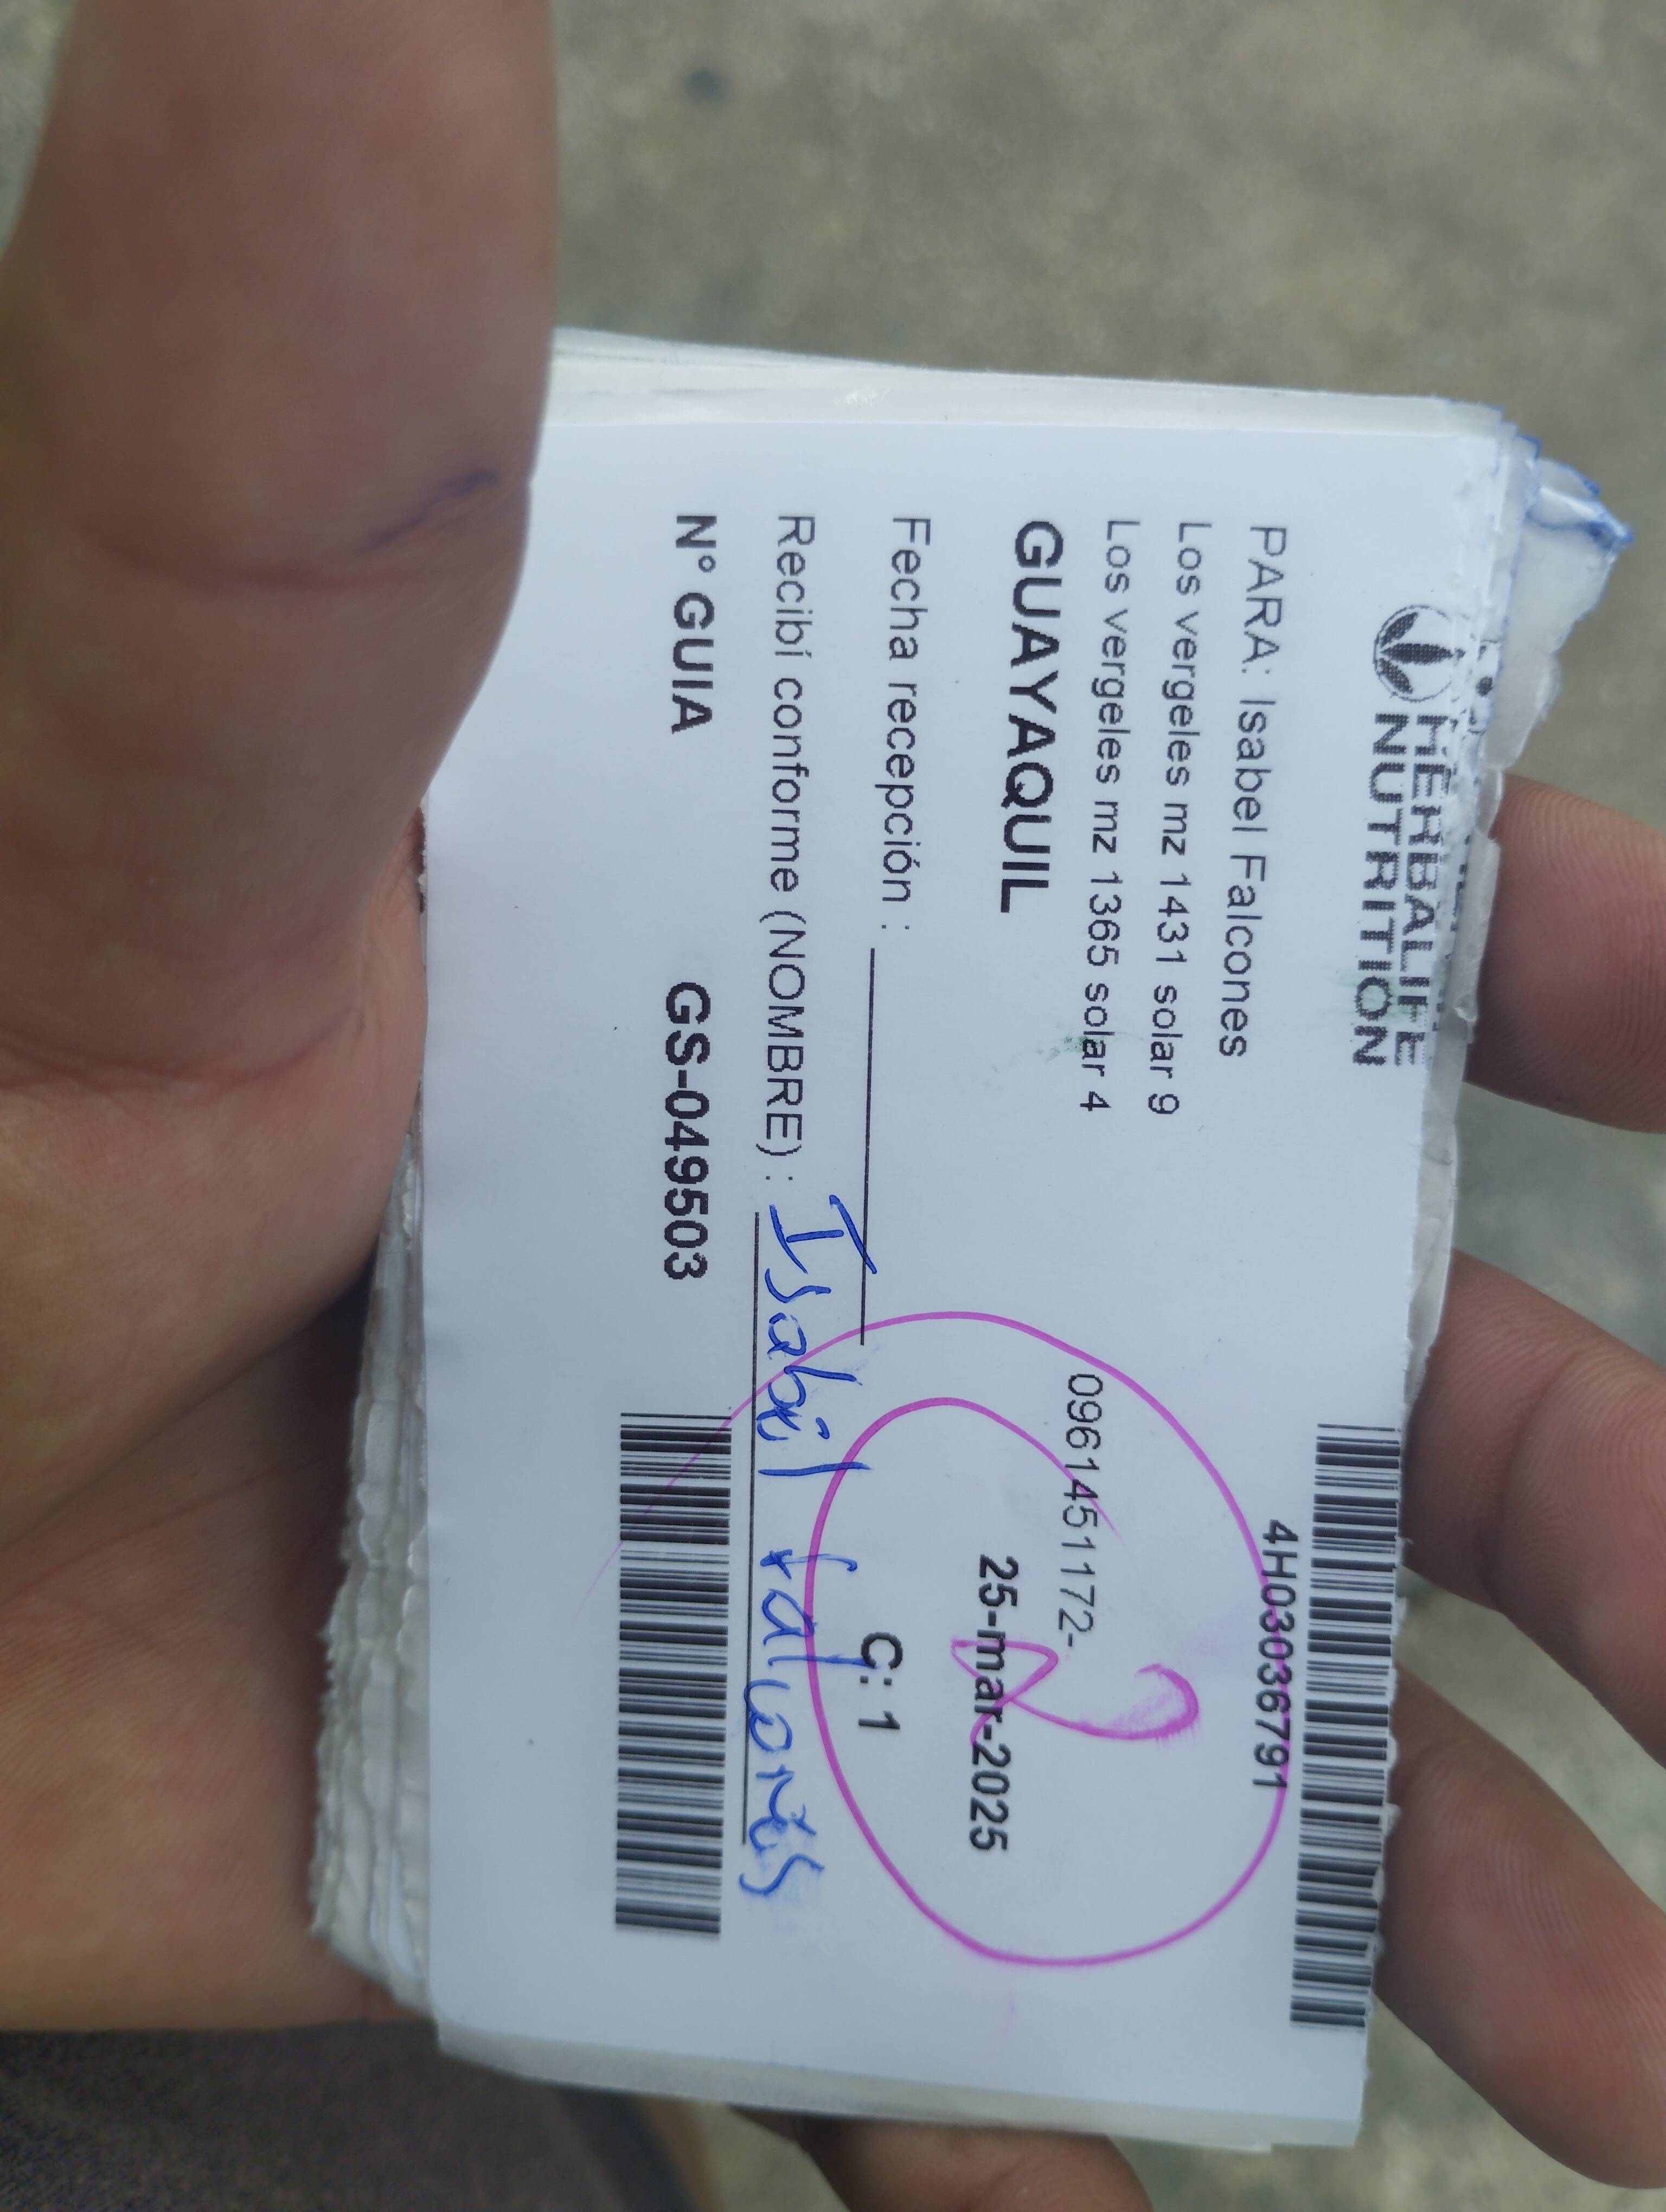 HERBALIFE
NUTRITION
4H03036791
PARA: Isabel Falcones
Los vergeles mz 1431 solar 9
Los vergeles mz 1365 solar 4
0961451172-
GUAYAQUIL
25-mar-2025
2
Fecha recepción :
C: 1
Recibí conforme (NOMBRE) : Isabel falcones
N° GUIA GS-049503